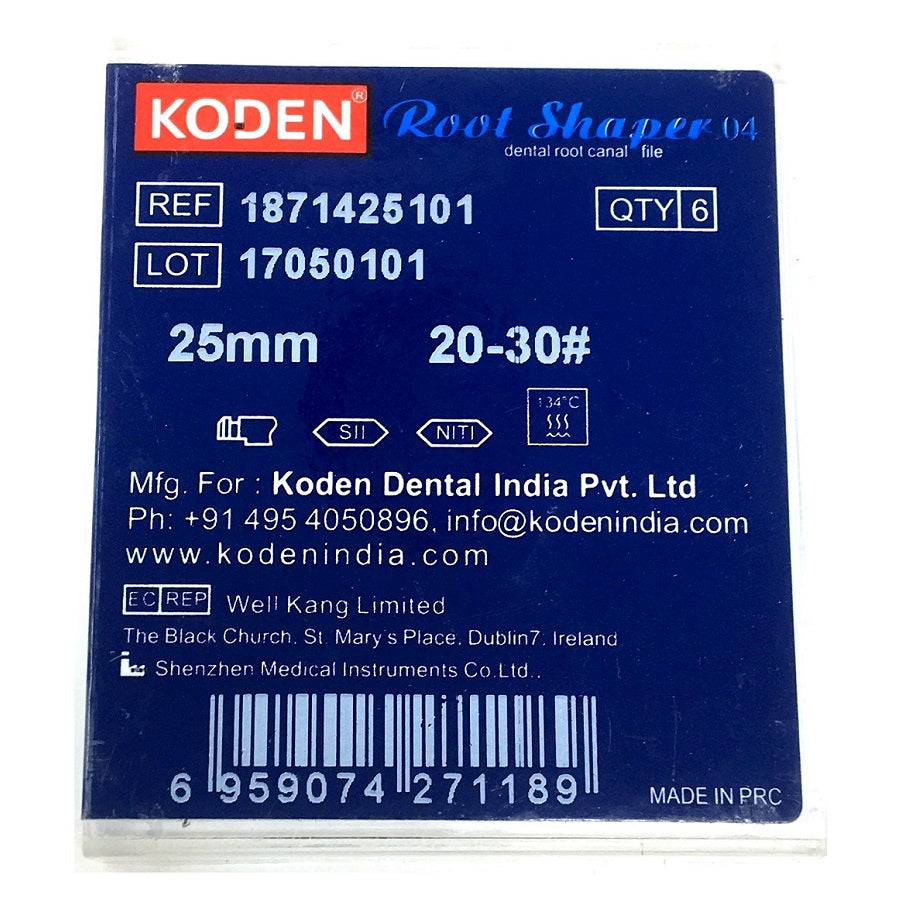 KODEN® Root Shaper 04
dental root canal file
REF 1871425101 QTY 6
LOT 17050101
25mm 20-30#
SII NITI 134°C
Mfg. For : Koden Dental India Pvt. Ltd
Ph: +91 495 4050896, info@kodenindia.com
www.kodenindia.com
EC REP Well Kang Limited
The Black Church. St. Mary's Place. Dublin7. Ireland
Shenzhen Medical Instruments Co.Ltd..
6 959074 271189
MADE IN PRC